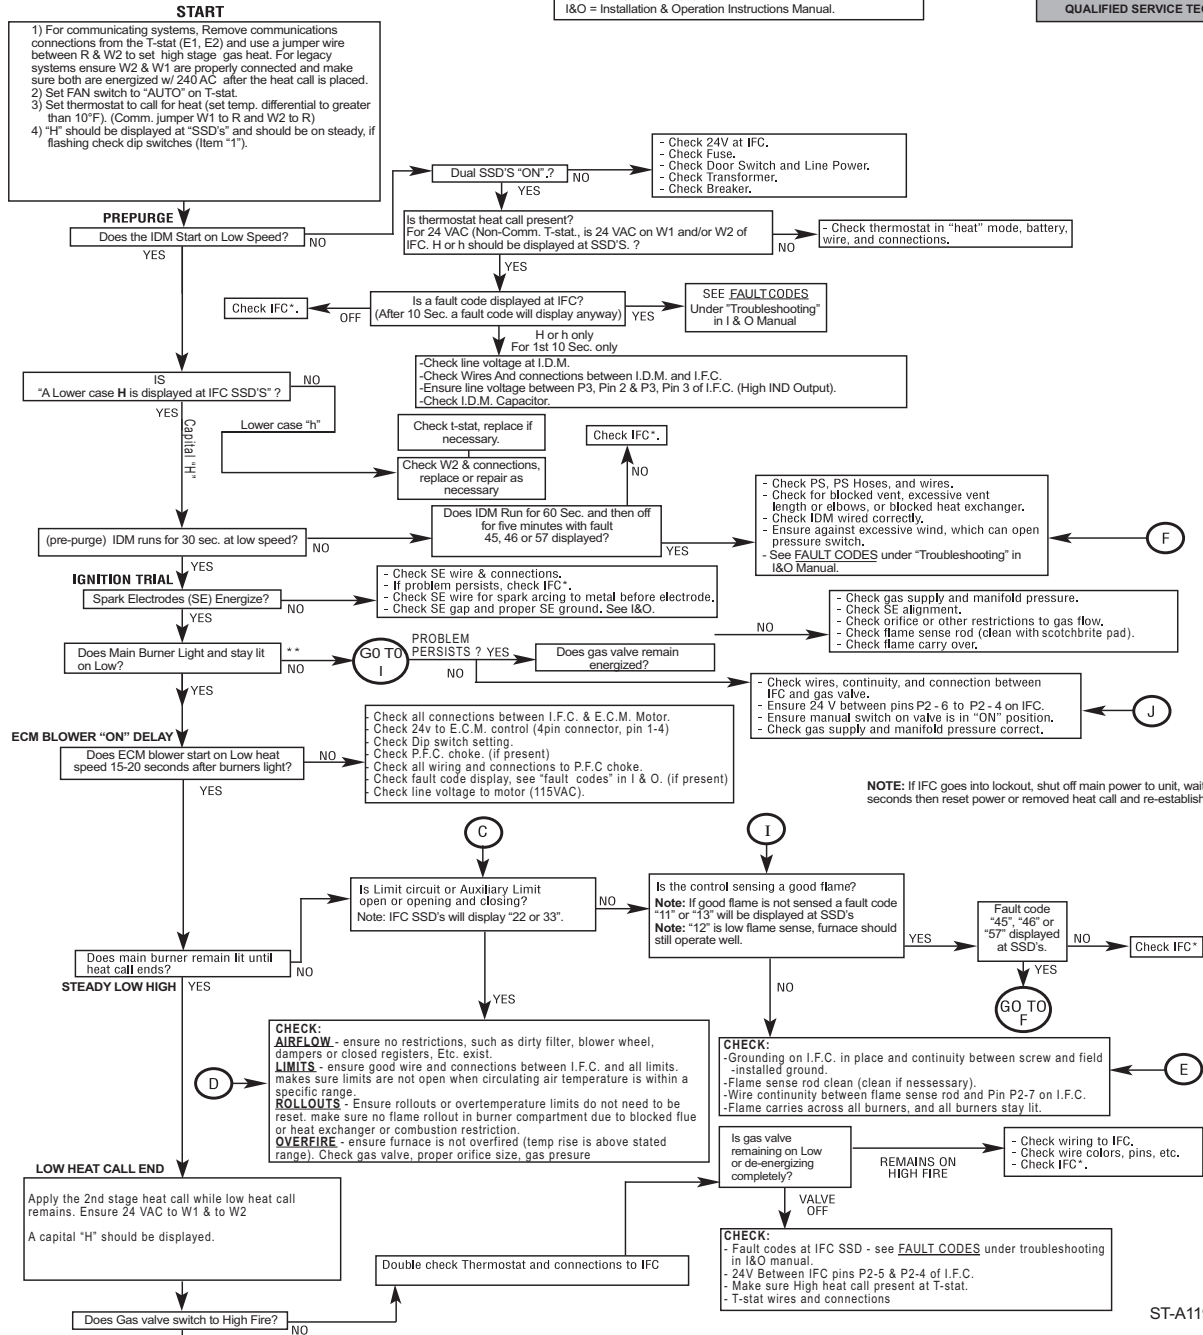 I&O = Installation & Operation Instructions Manual.
QUALIFIED SERVICE
START
1) For communicating systems, Remove communications
connections from the T-stat (E1, E2) and use a jumper wire
between R & W2 to set high stage gas heat. For legacy
systems ensure W2 & W1 are properly connected and make
sure both are energized w/ 240 AC after the heat call is placed.
2) Set FAN switch to “AUTO” on T-stat.
3) Set thermostat to call for heat (set temp. differential to greater
than 10°F). (Comm. jumper W1 to R and W2 to R)
4) “H” should be displayed at “SSD’s” and should be on steady, if
flashing check dip switches (Item “1”).
Dual SSD'S “ON”.?
NO
YES
- Check 24V at IFC.
- Check Fuse.
- Check Door Switch and Line Power.
- Check Transformer.
- Check Breaker.
PREPURGE
Does the IDM Start on Low Speed?
NO
YES
Is thermostat heat call present?
For 24 VAC (Non-Comm. T-stat., is 24 VAC on W1 and/or W2 of
IFC. H or h should be displayed at SSD'S. ?
NO
YES
- Check thermostat in "heat" mode, battery,
wire, and connections.
Check IFC*.
OFF
Is a fault code displayed at IFC?
(After 10 Sec. a fault code will display anyway)
YES
SEE FAULT CODES
Under "Troubleshooting"
in I & O Manual
H or h only
For 1st 10 Sec. only
-Check line voltage at I.D.M.
-Check Wires And connections between I.D.M. and I.F.C.
-Ensure line voltage between P3, Pin 2 & P3, Pin 3 of I.F.C. (High IND Output).
-Check I.D.M. Capacitor.
IS
“A Lower case H is displayed at IFC SSD'S” ?
NO
YES
Capital "H"
Lower case "h"
Check t-stat, replace if
necessary.
Check W2 & connections,
replace or repair as
necessary
Check IFC*.
NO
(pre-purge) IDM runs for 30 sec. at low speed?
NO
YES
Does IDM Run for 60 Sec. and then off
for five minutes with fault
45, 46 or 57 displayed?
YES
- Check PS, PS Hoses, and wires.
- Check for blocked vent, excessive vent
length or elbows, or blocked heat exchanger.
- Check IDM wired correctly.
- Ensure against excessive wind, which can open
pressure switch.
- See FAULT CODES under "Troubleshooting" in
I&O Manual.
F
IGNITION TRIAL
Spark Electrodes (SE) Energize?
NO
YES
- Check SE wire & connections.
- If problem persists, check IFC*.
- Check SE wire for spark arcing to metal before electrode.
- Check SE gap and proper SE ground. See I&O.
Does Main Burner Light and stay lit
on Low?
**
NO
YES
GO TO
I
PROBLEM
PERSISTS ? YES
NO
Does gas valve remain
energized?
NO
- Check gas supply and manifold pressure.
- Check SE alignment.
- Check orifice or other restrictions to gas flow.
- Check flame sense rod (clean with scotchbrite pad).
- Check flame carry over.
- Check wires, continuity, and connection between
IFC and gas valve.
- Ensure 24 V between pins P2 - 6 to P2 - 4 on IFC.
- Ensure manual switch on valve is in "ON" position.
- Check gas supply and manifold pressure correct.
J
ECM BLOWER “ON” DELAY
Does ECM blower start on Low heat
speed 15-20 seconds after burners light?
NO
YES
- Check all connections between I.F.C. & E.C.M. Motor.
- Check 24v to E.C.M. control (4pin connector, pin 1-4)
- Check Dip switch setting.
- Check P.F.C. choke. (if present)
- Check all wiring and connections to P.F.C choke.
- Check fault code display, see “fault codes” in I & O. (if present)
- Check line voltage to motor (115VAC).
NOTE: If IFC goes into lockout, shut off main power to unit,
seconds then reset power or removed heat call and
C
Is Limit circuit or Auxiliary Limit
open or opening and closing?
Note: IFC SSD's will display “22 or 33”.
NO
YES
I
Is the control sensing a good flame?
Note: If good flame is not sensed a fault code
“11” or “13” will be displayed at SSD’s
Note: “12” is low flame sense, furnace should
still operate well.
YES
NO
Fault code
“45”, “46” or
“57” displayed
at SSD's.
NO
Check IFC*
YES
GO TO
F
Does main burner remain lit until
heat call ends?
NO
STEADY LOW HIGH
YES
D
CHECK:
AIRFLOW - ensure no restrictions, such as dirty filter, blower wheel,
dampers or closed registers, Etc. exist.
LIMITS - ensure good wire and connections between I.F.C. and all limits.
makes sure limits are not open when circulating air temperature is within a
specific range.
ROLLOUTS - Ensure rollouts or overtemperature limits do not need to be
reset. make sure no flame rollout in burner compartment due to blocked flue
or heat exchanger or combustion restriction.
OVERFIRE - ensure furnace is not overfired (temp rise is above stated
range). Check gas valve, proper orifice size, gas presure
CHECK:
-Grounding on I.F.C. in place and continuity between screw and field
-installed ground.
-Flame sense rod clean (clean if nessessary).
-Wire continuity between flame sense rod and Pin P2-7 on I.F.C.
-Flame carries across all burners, and all burners stay lit.
E
LOW HEAT CALL END
Apply the 2nd stage heat call while low heat call
remains. Ensure 24 VAC to W1 & to W2
A capital "H" should be displayed.
Is gas valve
remaining on Low
or de-energizing
completely?
REMAINS ON
HIGH FIRE
- Check wiring to IFC.
- Check wire colors, pins, etc.
- Check IFC*.
VALVE
OFF
Double check Thermostat and connections to IFC
CHECK:
- Fault codes at IFC SSD - see FAULT CODES under troubleshooting
in I&O manual.
- 24V Between IFC pins P2-5 & P2-4 of I.F.C.
- Make sure High heat call present at T-stat.
- T-stat wires and connections
Does Gas valve switch to High Fire?
NO